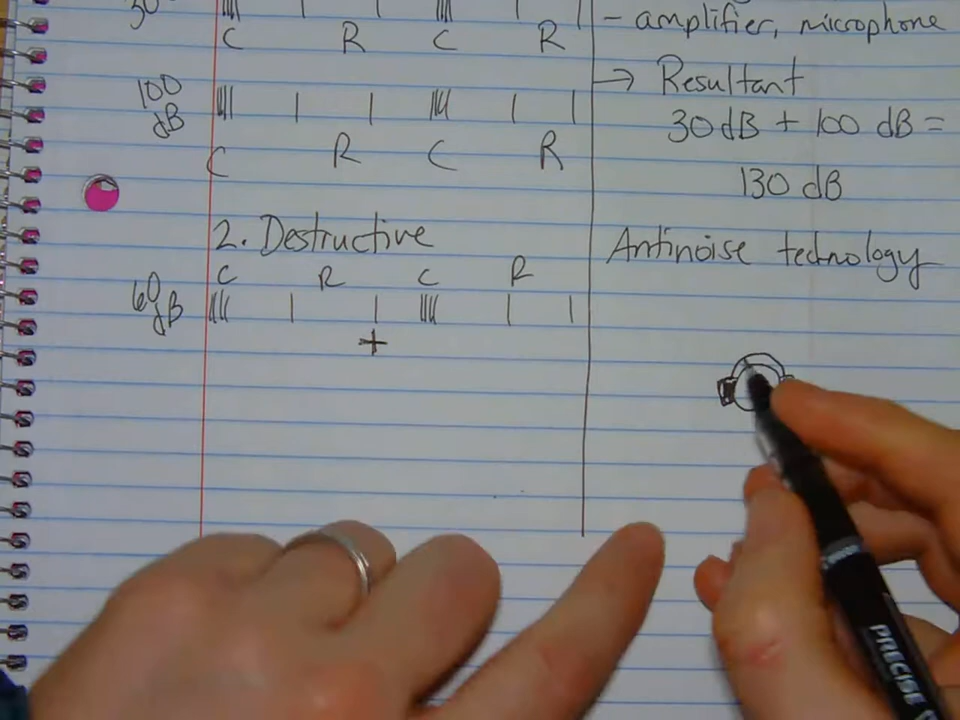 30
C R C R
- amplifier, microphone
100
dB
C R C R
→ Resultant
30 dB + 100 dB =
130 dB
2. Destructive
C R C R
60
dB
+
Antinoise technology
PRECISE